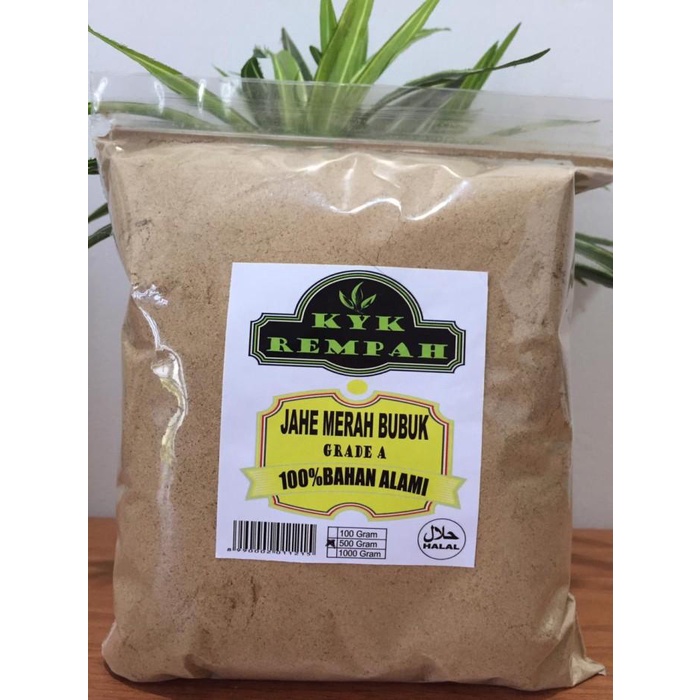 KYK
REMPAH
JAHE MERAH BUBUK
GRADE A
100%BAHAN ALAMI
100 Gram
500 Gram
1000 Gram
حلال
HALAL